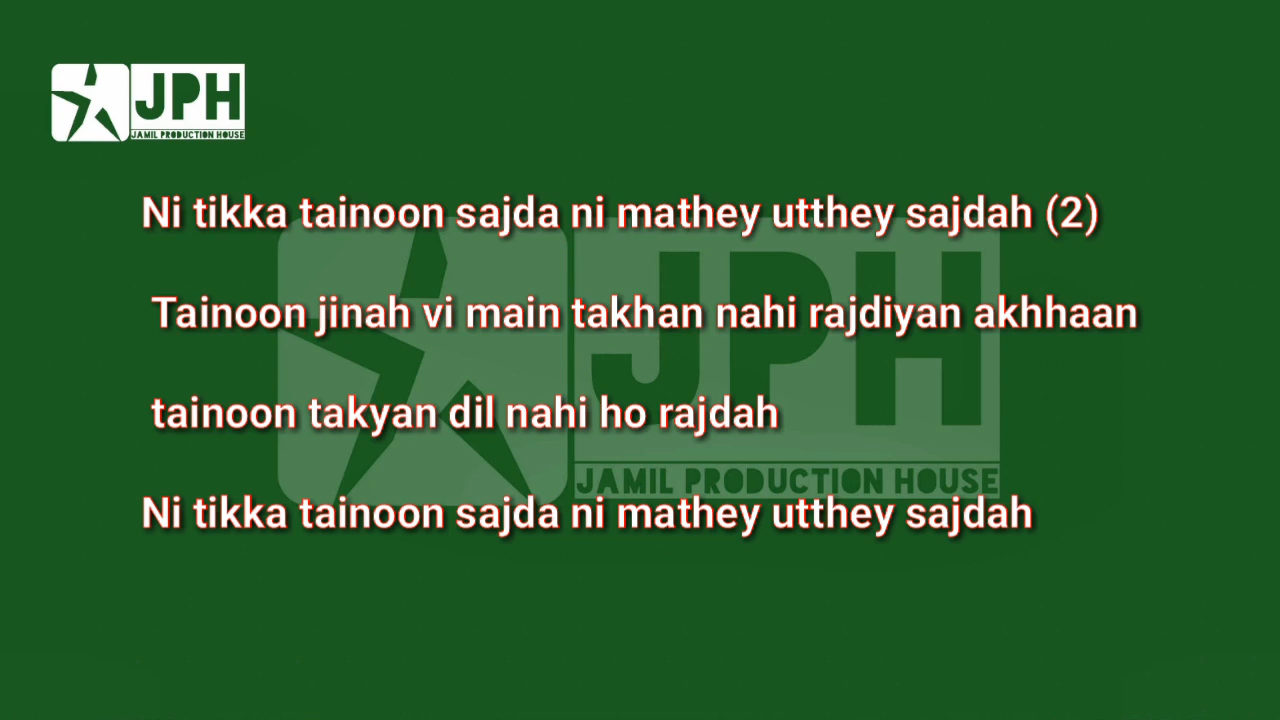 JPH
JAMIL PRODUCTION HOUSE
Ni tikka tainoon sajda ni mathey utthey sajdah (2)
Tainoon jinah vi main takhan nahi rajdiyan akhhaan
tainoon takyan dil nahi ho rajdah
Ni tikka tainoon sajda ni mathey utthey sajdah
JPH
JAMIL PRODUCTION HOUSE